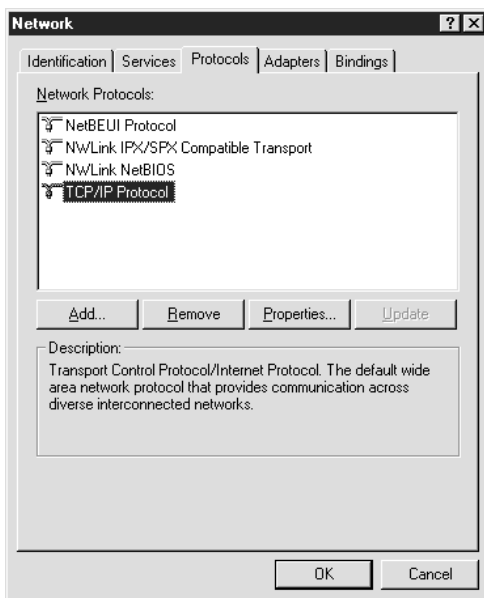 Network
Identification Services Protocols Adapters Bindings
Network Protocols:
NetBEUI Protocol
NWLink IPX/SPX Compatible Transport
NWLink NetBIOS
TCP/IP Protocol
Add... Remove Properties... Update
Description:
Transport Control Protocol/Internet Protocol. The default wide
area network protocol that provides communication across
diverse interconnected networks.
OK Cancel